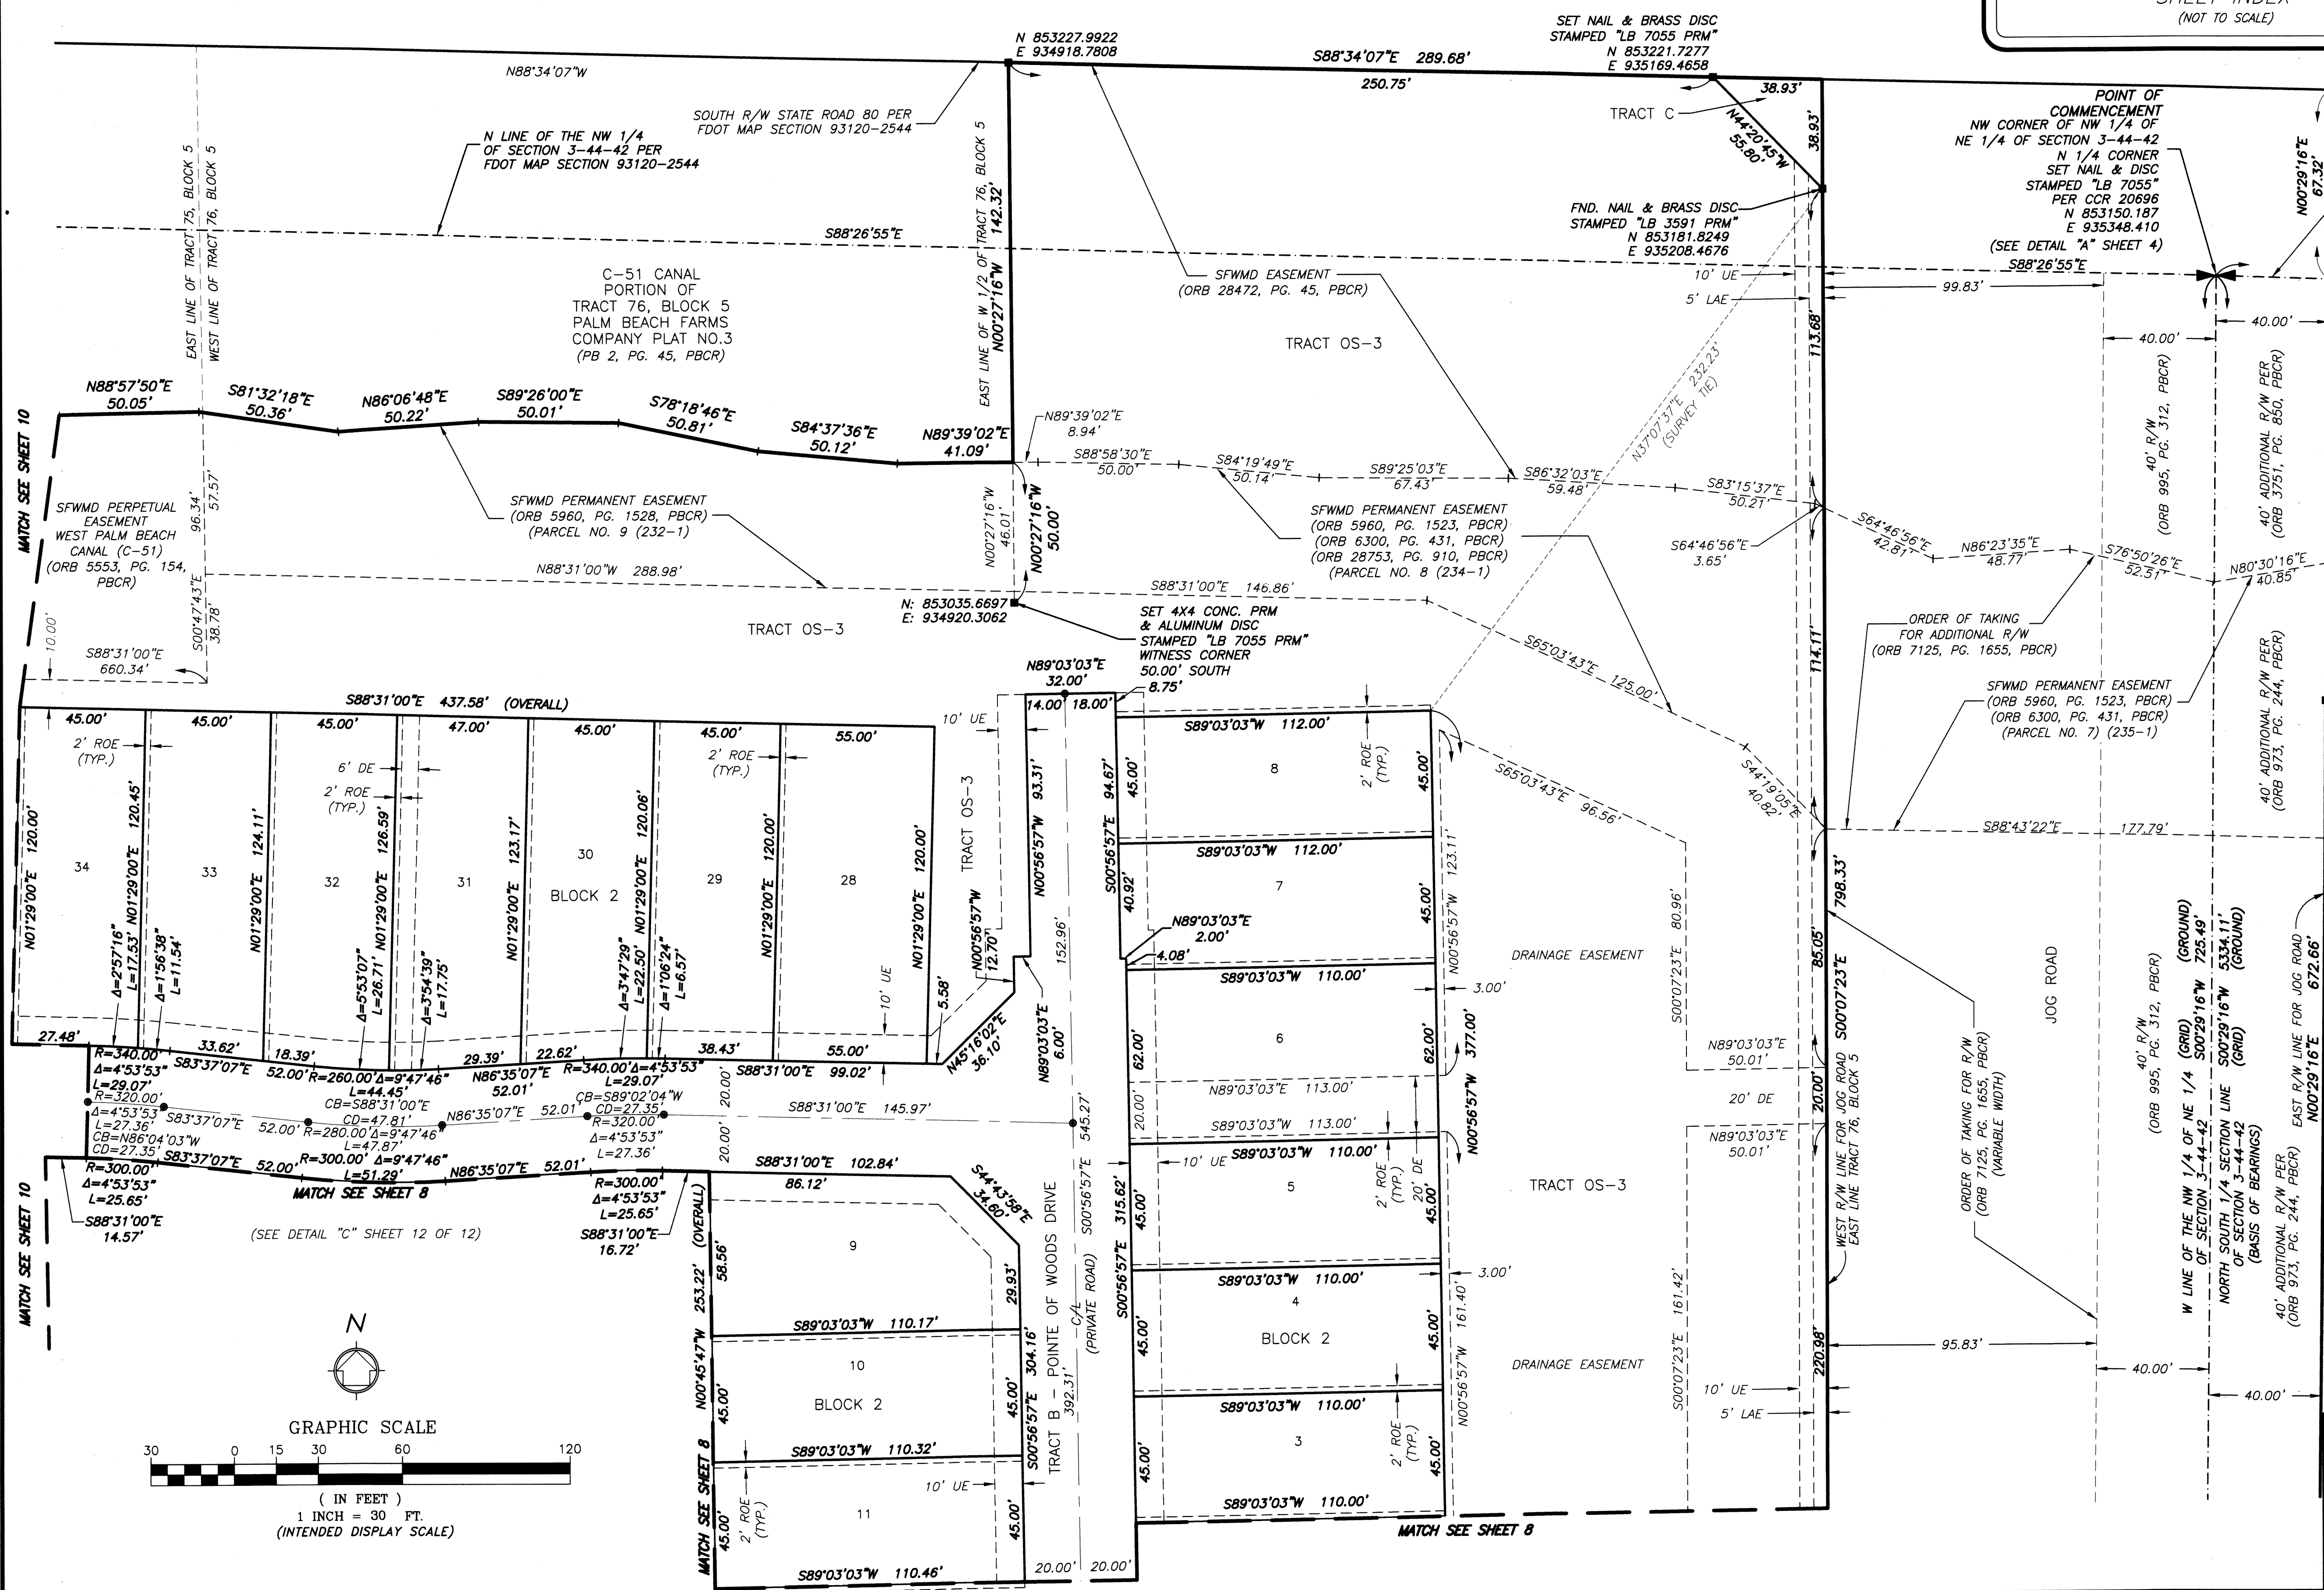 SHEET INDEX
(NOT TO SCALE)
N 853227.9922
E 934918.7808
SET NAIL & BRASS DISC
STAMPED "LB 7055 PRM"
N 853221.7277
E 935169.4658
S88°34'07"E 289.68'
250.75'
38.93'
TRACT C
N44°20'45"W
55.80'
38.93'
N88°34'07"W
SOUTH R/W STATE ROAD 80 PER
FDOT MAP SECTION 93120-2544
N LINE OF THE NW 1/4
OF SECTION 3-44-42 PER
FDOT MAP SECTION 93120-2544
EAST LINE OF TRACT 75, BLOCK 5
WEST LINE OF TRACT 76, BLOCK 5
EAST LINE OF W 1/2 OF TRACT 76, BLOCK 5
N00°27'16"W 142.32'
S88°26'55"E
C-51 CANAL
PORTION OF
TRACT 76, BLOCK 5
PALM BEACH FARMS
COMPANY PLAT NO.3
(PB 2, PG. 45, PBCR)
SFWMD EASEMENT
(ORB 28472, PG. 45, PBCR)
TRACT OS-3
FND. NAIL & BRASS DISC
STAMPED "LB 3591 PRM"
N 853181.8249
E 935208.4676
POINT OF
COMMENCEMENT
NW CORNER OF NW 1/4 OF
NE 1/4 OF SECTION 3-44-42
N 1/4 CORNER
SET NAIL & DISC
STAMPED "LB 7055"
PER CCR 20696
N 853150.187
E 935348.410
(SEE DETAIL "A" SHEET 4)
S88°26'55"E
N00°29'16"E
67.32'
10' UE
5' LAE
99.83'
40.00'
40.00'
113.68'
N37°07'37"E 232.23'
(SURVEY TIE)
40' R/W
(ORB 995, PG. 312, PBCR)
40' ADDITIONAL R/W PER
(ORB 3751, PG. 850, PBCR)
MATCH SEE SHEET 10
N88°57'50"E
50.05'
S81°32'18"E
50.36'
N86°06'48"E
50.22'
S89°26'00"E
50.01'
S78°18'46"E
50.81'
S84°37'36"E
50.12'
N89°39'02"E
41.09'
N89°39'02"E
8.94'
S88°58'30"E
50.00'
S84°19'49"E
50.14'
S89°25'03"E
67.43'
S86°32'03"E
59.48'
S83°15'37"E
50.21'
S64°46'56"E
3.65'
S64°46'56"E
42.81'
N86°23'35"E
48.77'
S76°50'26"E
52.51'
N80°30'16"E
40.85'
SFWMD PERPETUAL
EASEMENT
WEST PALM BEACH
CANAL (C-51)
(ORB 5553, PG. 154,
PBCR)
96.34'
57.57'
S00°47'43"E
38.78'
SFWMD PERMANENT EASEMENT
(ORB 5960, PG. 1528, PBCR)
(PARCEL NO. 9 (232-1)
N00°27'16"W
46.01'
N00°27'16"W
50.00'
SFWMD PERMANENT EASEMENT
(ORB 5960, PG. 1523, PBCR)
(ORB 6300, PG. 431, PBCR)
(ORB 28753, PG. 910, PBCR)
(PARCEL NO. 8 (234-1)
N88°31'00"W 288.98'
S88°31'00"E 146.86'
N: 853035.6697
E: 934920.3062
TRACT OS-3
SET 4X4 CONC. PRM
& ALUMINUM DISC
STAMPED "LB 7055 PRM"
WITNESS CORNER
50.00' SOUTH
10.00'
S88°31'00"E
660.34'
S65°03'43"E 125.00'
114.11'
ORDER OF TAKING
FOR ADDITIONAL R/W
(ORB 7125, PG. 1655, PBCR)
SFWMD PERMANENT EASEMENT
(ORB 5960, PG. 1523, PBCR)
(ORB 6300, PG. 431, PBCR)
(PARCEL NO. 7) (235-1)
40' ADDITIONAL R/W PER
(ORB 973, PG. 244, PBCR)
N89°03'03"E
32.00'
8.75'
14.00' 18.00'
S88°31'00"E 437.58' (OVERALL)
45.00'
45.00'
45.00'
47.00'
45.00'
45.00'
55.00'
2' ROE
(TYP.)
6' DE
2' ROE
(TYP.)
2' ROE
(TYP.)
10' UE
TRACT OS-3
N01°29'00"E 120.00'
34
N01°29'00"E 120.45'
33
N01°29'00"E 124.11'
32
N01°29'00"E 126.59'
31
N01°29'00"E 123.17'
30
BLOCK 2
N01°29'00"E 120.06'
29
N01°29'00"E 120.00'
28
N01°29'00"E 120.00'
N00°56'57"W 93.31'
152.96'
S00°56'57"E 94.67'
45.00'
40.92'
S89°03'03"W 112.00'
8
2' ROE
(TYP.)
45.00'
S89°03'03"W 112.00'
7
45.00'
N00°56'57"W
12.70'
N89°03'03"E
2.00'
4.08'
N89°03'03"E
6.00'
S89°03'03"W 110.00'
6
62.00'
62.00'
3.00'
N00°56'57"W 123.11'
S65°03'43"E 96.56'
S44°19'05"E
40.82'
S88°43'22"E 177.79'
DRAINAGE EASEMENT
S00°07'23"E 80.96'
85.05'
S00°07'23"E 798.33'
WEST R/W LINE FOR JOG ROAD
EAST LINE TRACT 76, BLOCK 5
ORDER OF TAKING FOR R/W
(ORB 7125, PG. 1655, PBCR)
(VARIABLE WIDTH)
JOG ROAD
40' R/W
(ORB 995, PG. 312, PBCR)
W LINE OF THE NW 1/4 OF NE 1/4 (GRID) (GROUND)
OF SECTION 3-44-42 S00°29'16"W 725.49'
NORTH SOUTH 1/4 SECTION LINE S00°29'16"W 5334.11'
OF SECTION 3-44-42 (GRID) (GROUND)
(BASIS OF BEARINGS)
40' ADDITIONAL R/W PER
(ORB 973, PG. 244, PBCR)
EAST R/W LINE FOR JOG ROAD
N00°29'16"E 672.66'
Δ=2°57'16"
L=17.53'
Δ=1°56'38"
L=11.54'
Δ=5°53'07"
L=26.71'
Δ=3°54'39"
L=17.75'
Δ=3°47'29"
L=22.50'
Δ=1°06'24"
L=6.57'
10' UE
5.58'
N45°16'02"E
36.10'
27.48'
R=340.00'
Δ=4°53'53"
L=29.07'
33.62'
S83°37'07"E
18.39'
52.00'
R=260.00' Δ=9°47'46"
L=44.45'
29.39'
N86°35'07"E
52.01'
22.62'
R=340.00' Δ=4°53'53"
L=29.07'
38.43'
55.00'
S88°31'00"E 99.02'
R=320.00'
Δ=4°53'53"
L=27.36'
CB=N86°04'03"W
CD=27.35'
S83°37'07"E 52.00'
CB=S88°31'00"E
CD=47.81'
R=280.00' Δ=9°47'46"
L=47.87'
N86°35'07"E 52.01'
CB=S89°02'04"W
CD=27.35'
R=320.00'
Δ=4°53'53"
L=27.36'
20.00'
20.00'
S88°31'00"E 145.97'
545.27'
MATCH SEE SHEET 10
R=300.00'
Δ=4°53'53"
L=25.65'
S83°37'07"E 52.00'
R=300.00' Δ=9°47'46"
L=51.29'
N86°35'07"E 52.01'
R=300.00'
Δ=4°53'53"
L=25.65'
MATCH SEE SHEET 8
S88°31'00"E
14.57'
(SEE DETAIL "C" SHEET 12 OF 12)
S88°31'00"E
16.72'
S88°31'00"E 102.84'
86.12'
S44°43'58"E
34.60'
N89°03'03"E 113.00'
20.00'
S89°03'03"W 113.00'
S89°03'03"W 110.00'
10' UE
2' ROE
(TYP.)
20' DE
5
45.00'
45.00'
N00°56'57"W 377.00'
N89°03'03"E
50.01'
20' DE
20.00'
N89°03'03"E
50.01'
TRACT OS-3
MATCH SEE SHEET 8 N00°45'47"W 253.22' (OVERALL)
58.56'
9
29.93'
S89°03'03"W 110.17'
10
BLOCK 2
45.00'
45.00'
S89°03'03"W 110.32'
11
2' ROE
(TYP.)
10' UE
45.00'
45.00'
S89°03'03"W 110.46'
S00°56'57"E 304.16'
TRACT B - POINTE OF WOODS DRIVE
392.31'
C/L
(PRIVATE ROAD) S00°56'57"E
S00°56'57"E 315.62'
20.00' 20.00'
S89°03'03"W 110.00'
4
BLOCK 2
45.00'
45.00'
3.00'
N00°56'57"W 161.40'
S00°07'23"E 161.42'
DRAINAGE EASEMENT
S89°03'03"W 110.00'
3
2' ROE
(TYP.)
45.00'
45.00'
S89°03'03"W 110.00'
MATCH SEE SHEET 8
220.98'
10' UE
5' LAE
95.83'
40.00'
40.00'
N
GRAPHIC SCALE
30 0 15 30 60 120
( IN FEET )
1 INCH = 30 FT.
(INTENDED DISPLAY SCALE)